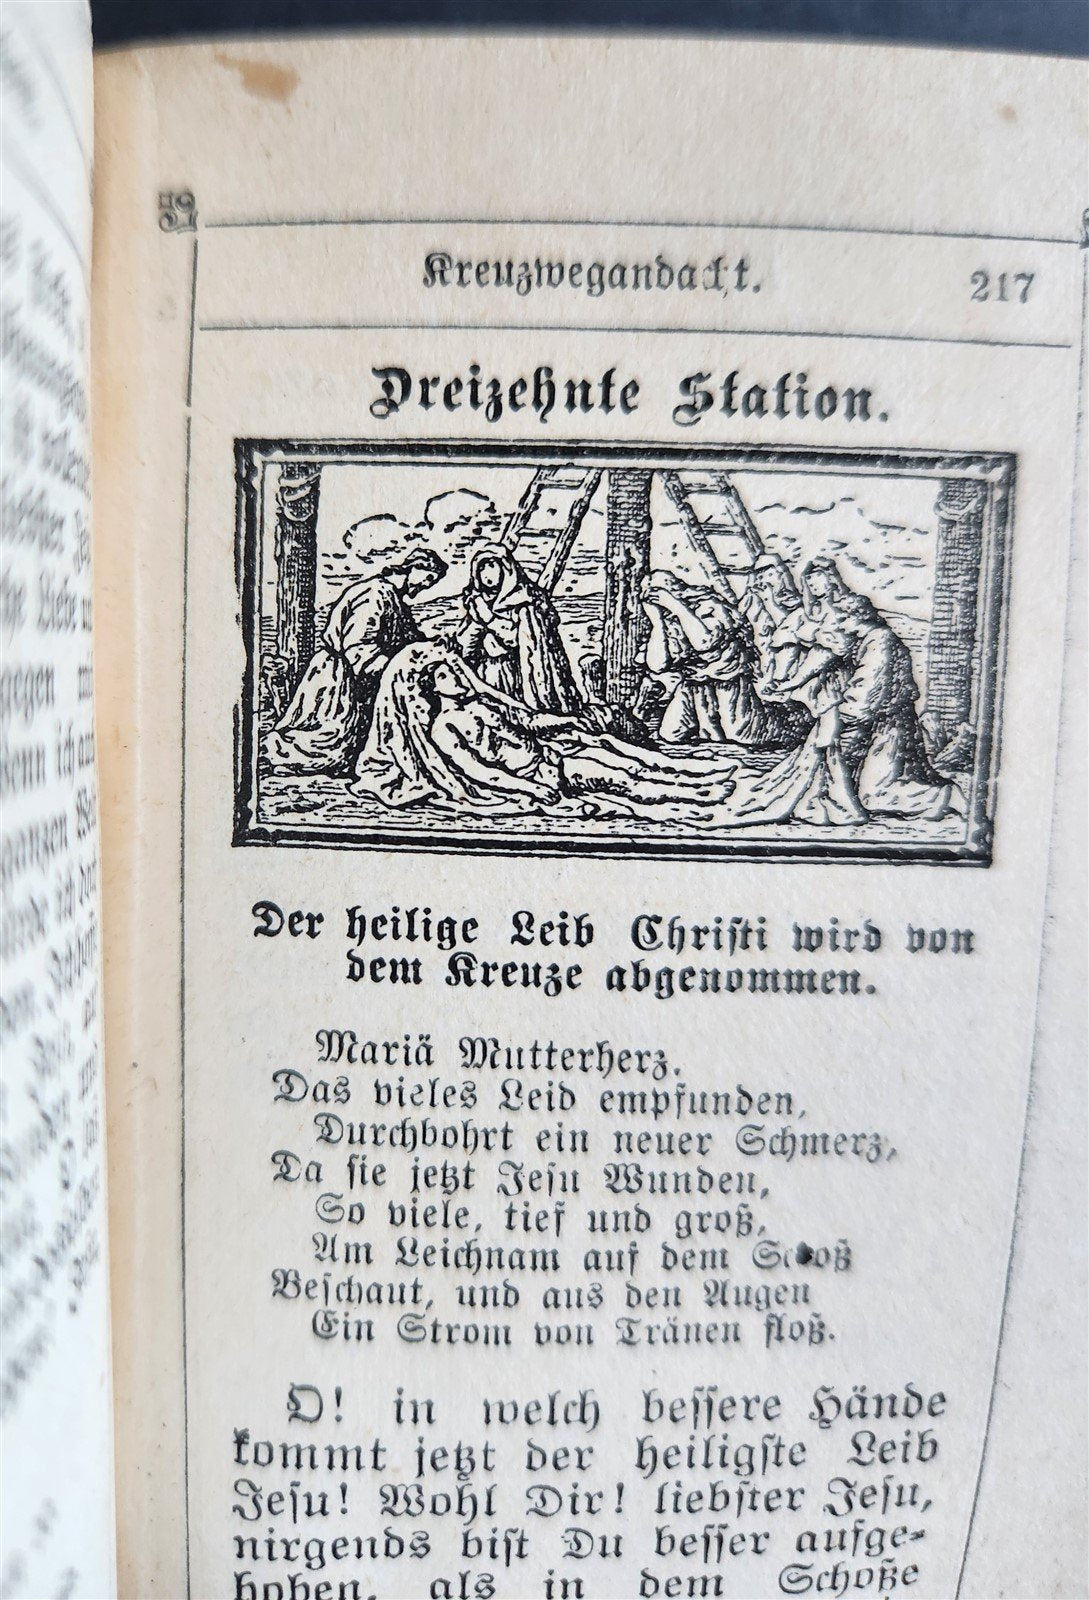 Kreuzwegandacht.
217
Dreizehnte Station.
Der heilige Leib Christi wird von
dem Kreuze abgenommen.
Mariä Mutterherz.
Das vieles Leid empfunden,
Durchbohrt ein neuer Schmerz,
Da sie jetzt Jesu Wunden,
So viele, tief und groß,
Am Leichnam auf dem Schoß
Beschaut, und aus den Augen
Ein Strom von Tränen floß.
O! in welch bessere Hände
kommt jetzt der heiligste Leib
Jesu! Wohl Dir! liebster Jesu,
nirgends bist Du besser aufge-
hoben, als in dem Schoße